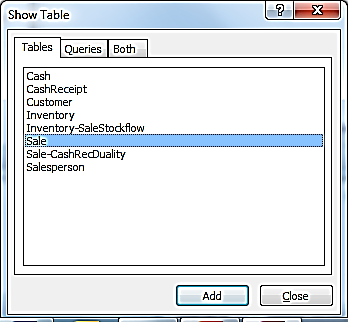 Show Table
?
Tables Queries Both
Cash
CashReceipt
Customer
Inventory
Inventory-SaleStockflow
Sale
Sale-CashRecDuality
Salesperson
Add Close